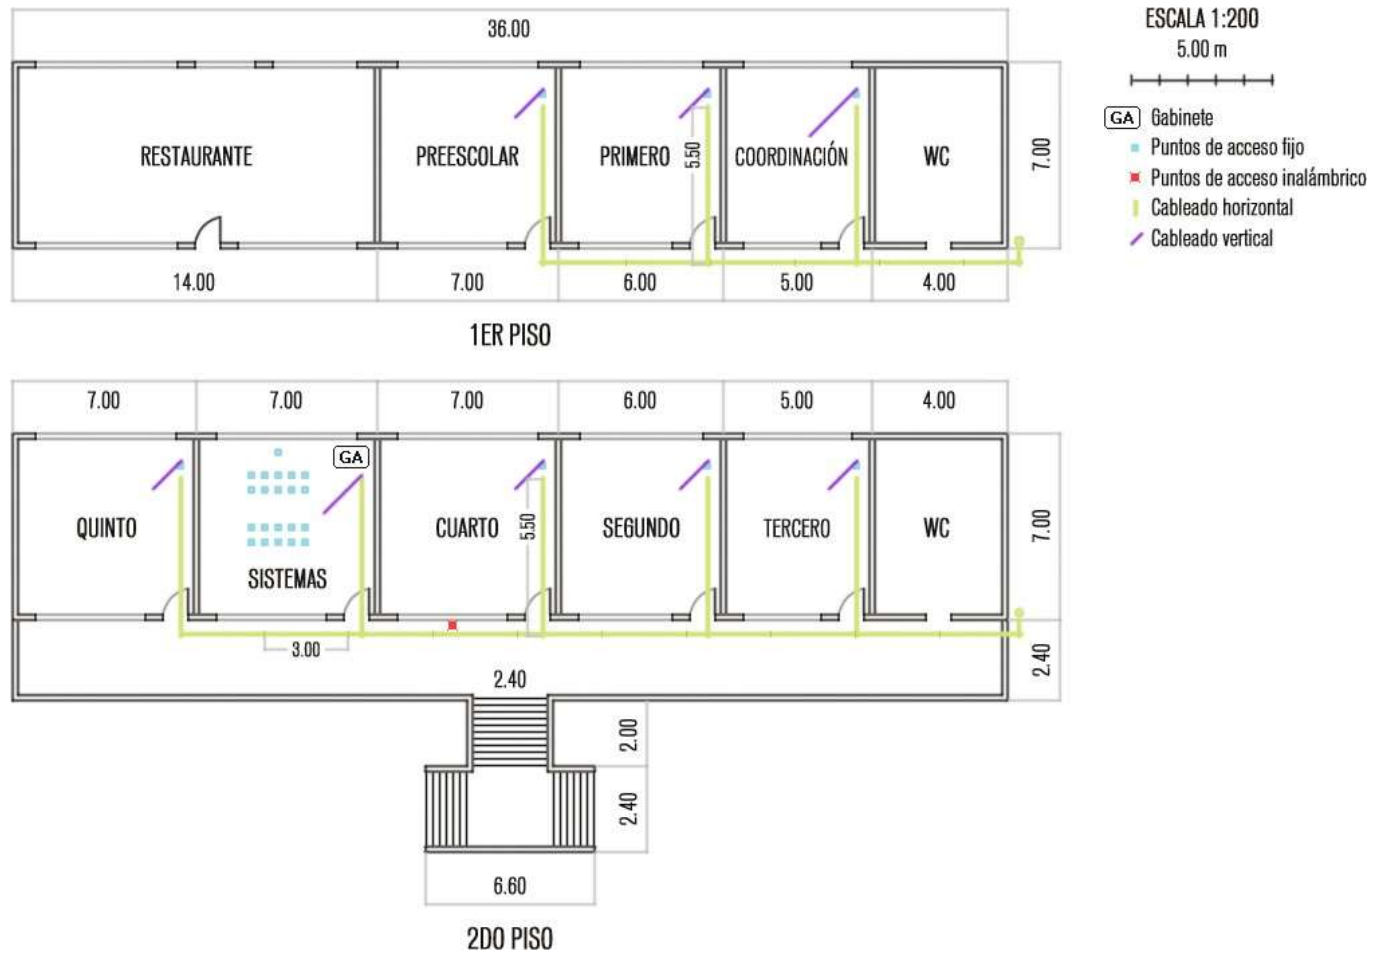 36.00
ESCALA 1:200
5.00 m
GA Gabinete
Puntos de acceso fijo
Puntos de acceso inalámbrico
Cableado horizontal
Cableado vertical
RESTAURANTE
PREESCOLAR
PRIMERO
5.50
COORDINACIÓN
WC
7.00
14.00
7.00
6.00
5.00
4.00
1ER PISO
7.00
7.00
7.00
6.00
5.00
4.00
GA
QUINTO
SISTEMAS
CUARTO
5.50
SEGUNDO
TERCERO
WC
7.00
3.00
2.40
2.40
2.00
2.40
6.60
2DO PISO